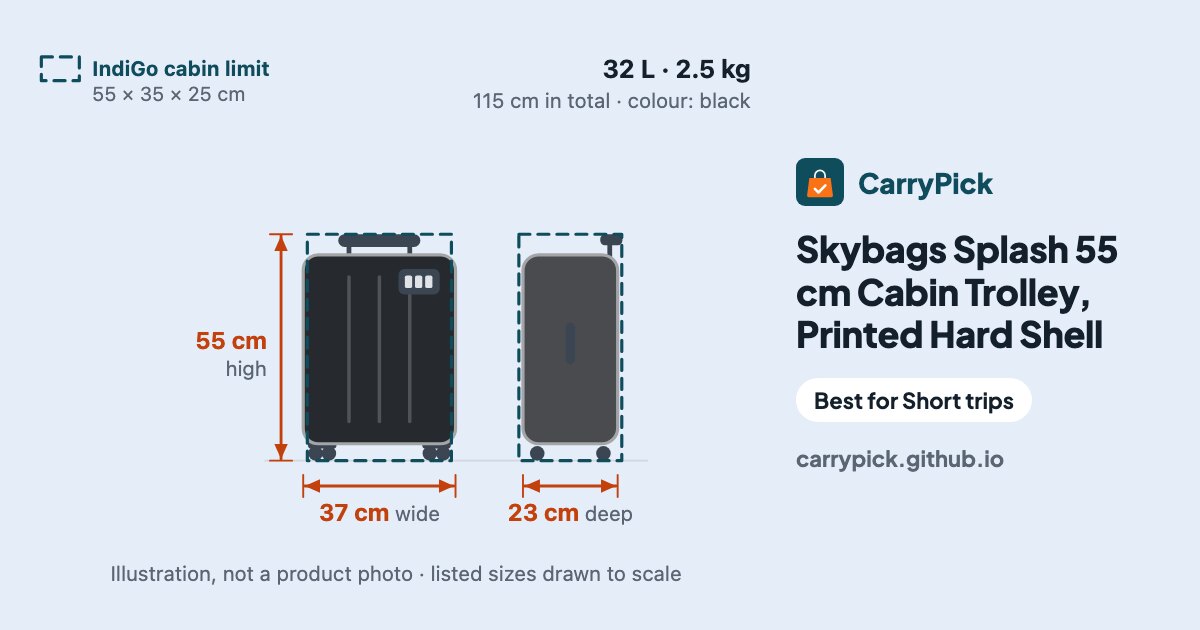 IndiGo cabin limit
55 × 35 × 25 cm
32 L · 2.5 kg
115 cm in total · colour: black
55 cm
high
37 cm wide
23 cm deep
Illustration, not a product photo · listed sizes drawn to scale
CarryPick
Skybags Splash 55
cm Cabin Trolley,
Printed Hard Shell
Best for Short trips
carrypick.github.io